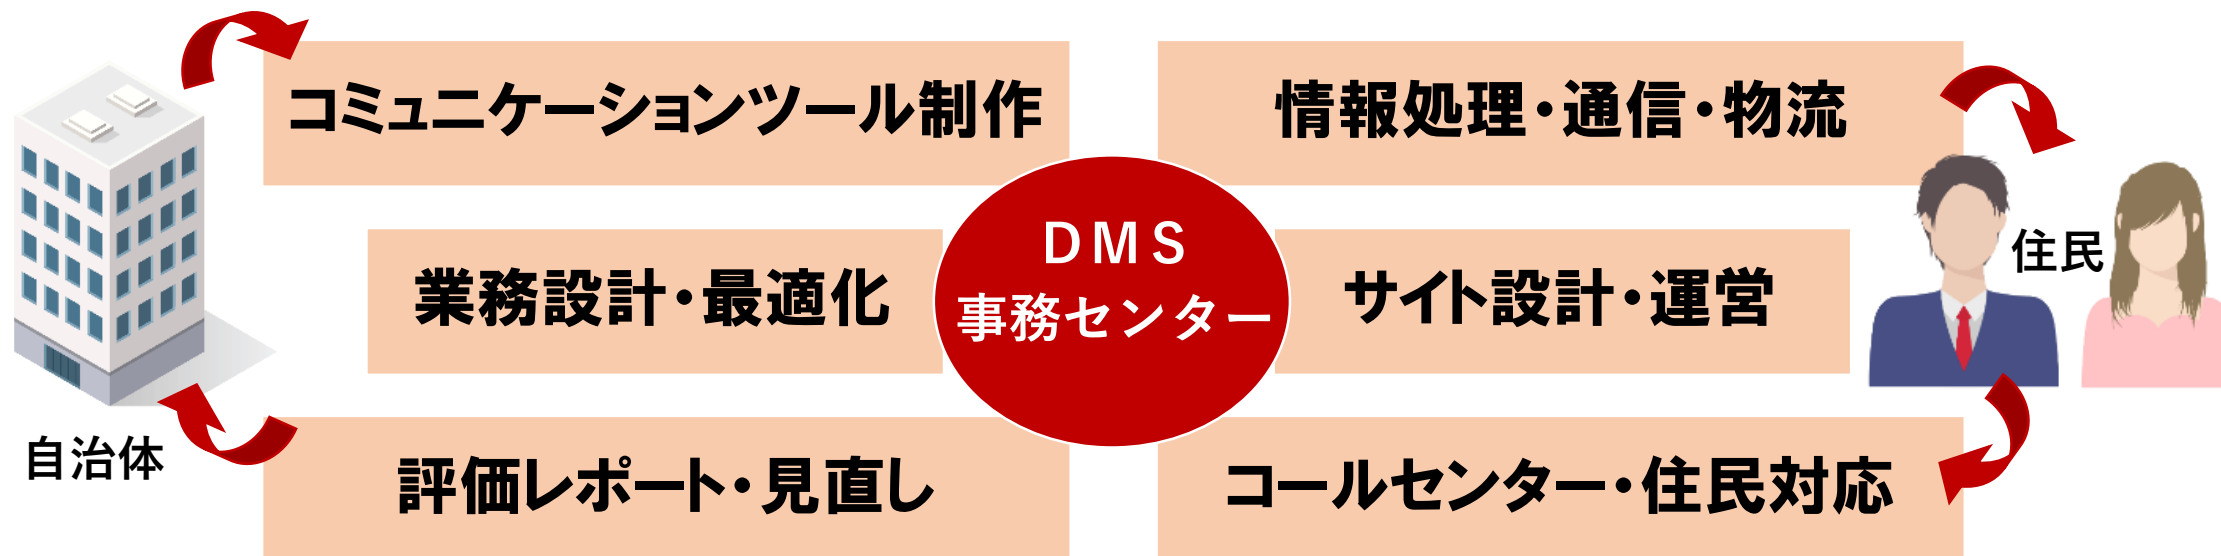 コミュニケーションツール制作
情報処理・通信・物流
業務設計・最適化
DMS
事務センター
サイト設計・運営
住民
自治体
評価レポート・見直し
コールセンター・住民対応